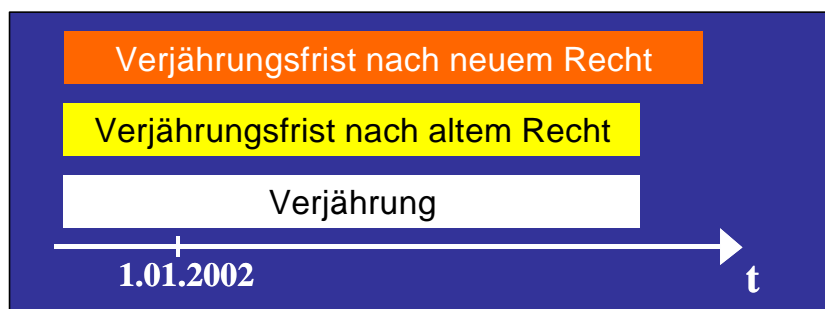 Verjährungsfrist nach neuem Recht
Verjährungsfrist nach altem Recht
Verjährung
1.01.2002
t